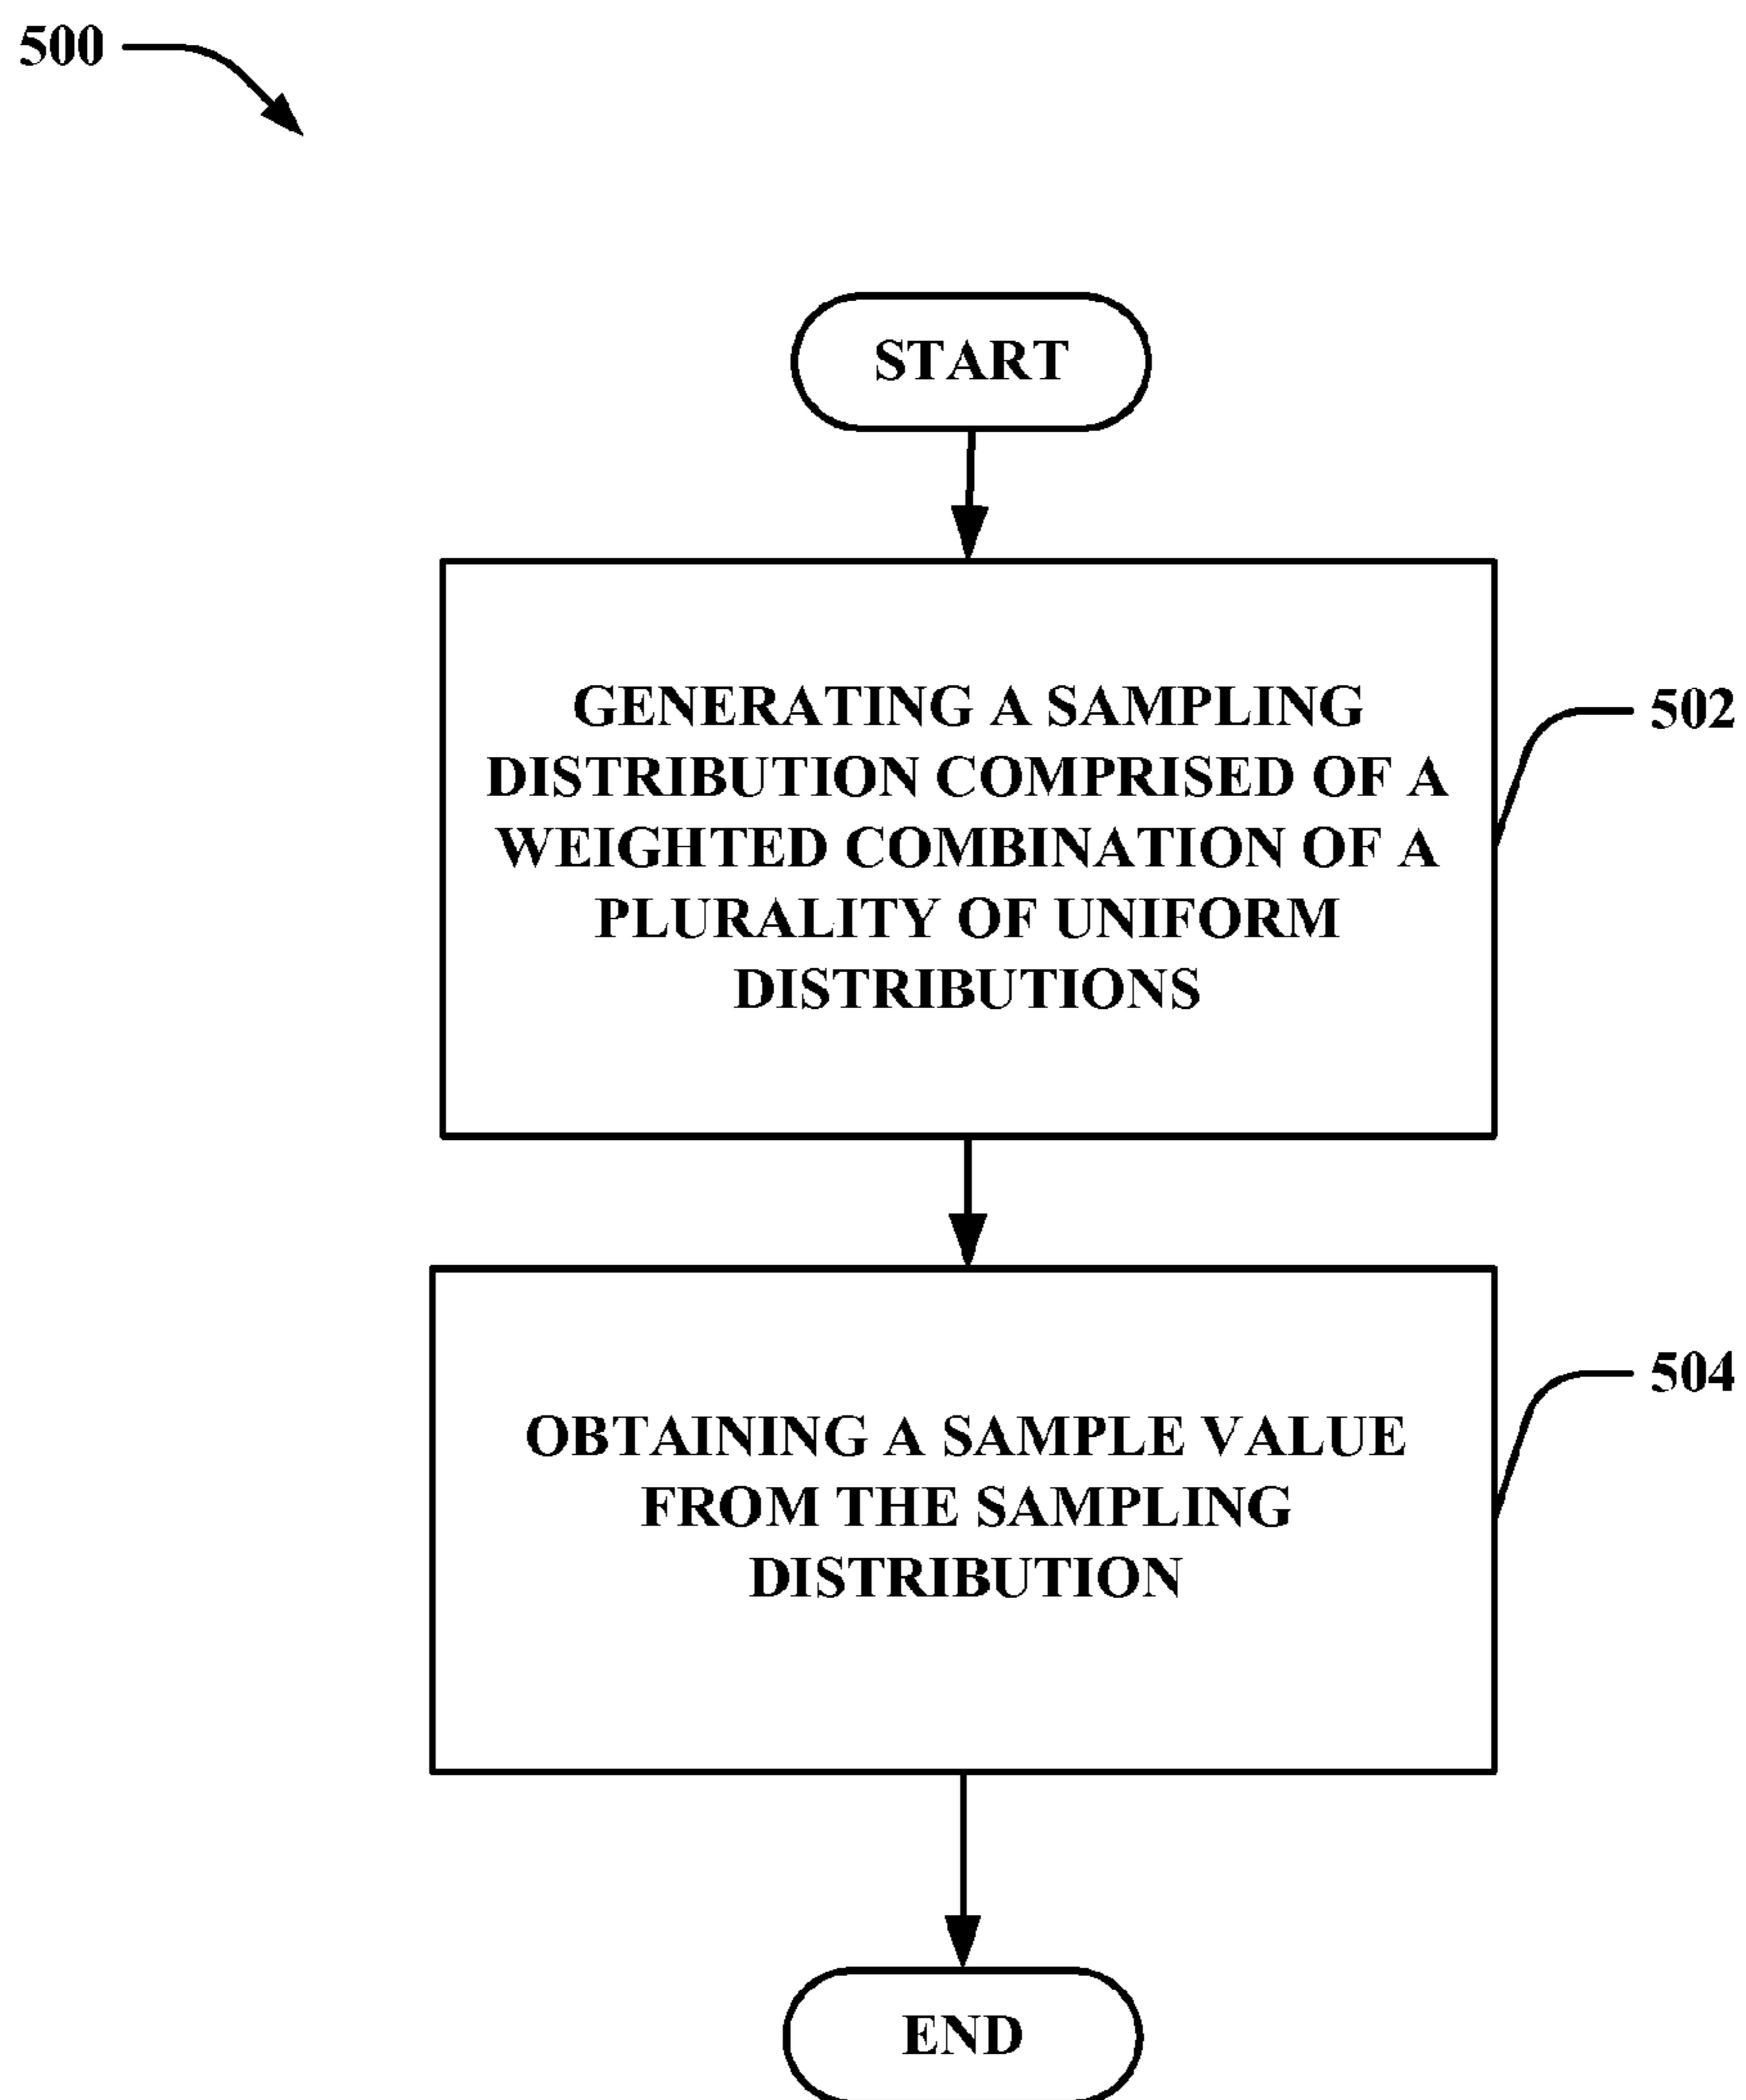 500
START
GENERATING A SAMPLING
DISTRIBUTION COMPRISED OF A
WEIGHTED COMBINATION OF A
PLURALITY OF UNIFORM
DISTRIBUTIONS
502
OBTAINING A SAMPLE VALUE
FROM THE SAMPLING
DISTRIBUTION
504
END